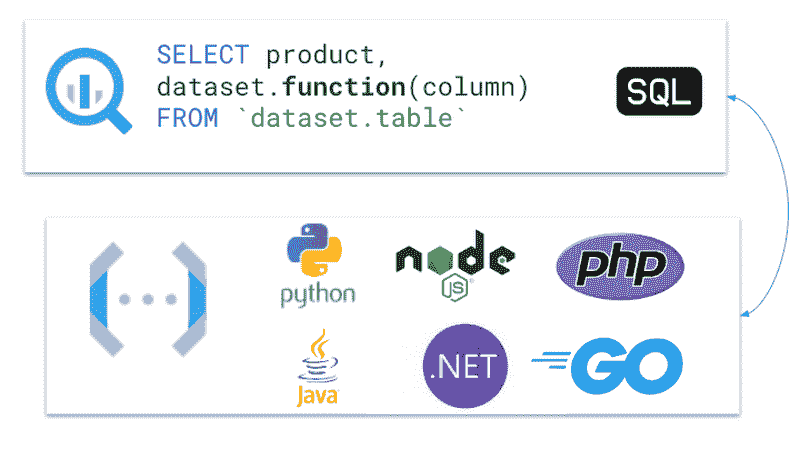 SELECT product,
dataset.function(column)
FROM `dataset.table`
SQL
python
node
JS
php
Java
.NET
GO